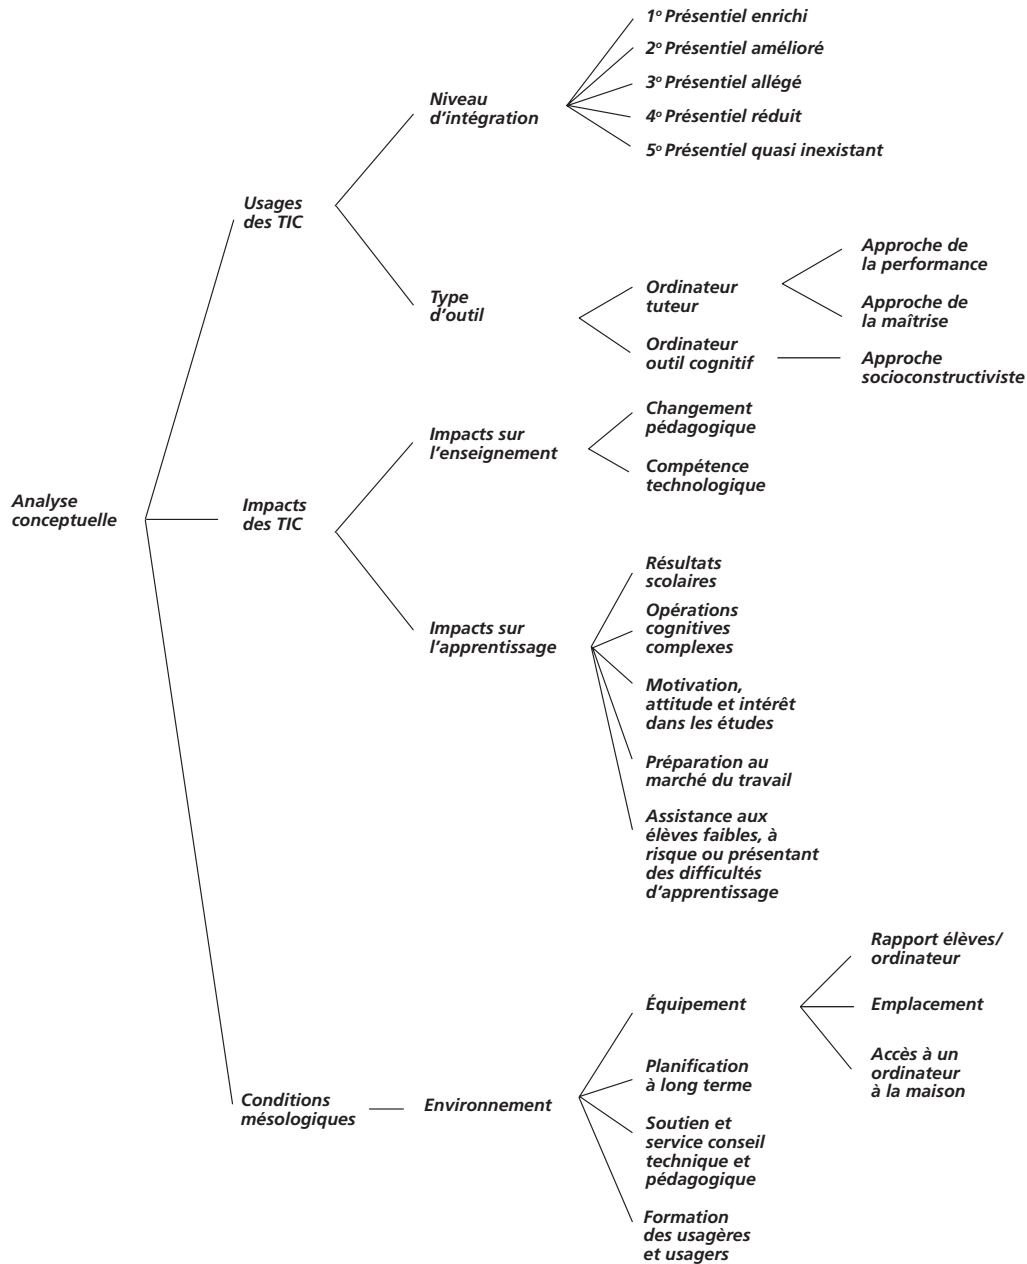 Analyse
conceptuelle
Usages
des TIC
Niveau
d'intégration
1º Présentiel enrichi
2º Présentiel amélioré
3º Présentiel allégé
4º Présentiel réduit
5º Présentiel quasi inexistant
Type
d'outil
Ordinateur
tuteur
Approche de
la performance
Approche de
la maîtrise
Ordinateur
outil cognitif
Approche
socioconstructiviste
Impacts
des TIC
Impacts sur
l'enseignement
Changement
pédagogique
Compétence
technologique
Impacts sur
l'apprentissage
Résultats
scolaires
Opérations
cognitives
complexes
Motivation,
attitude et intérêt
dans les études
Préparation au
marché du travail
Assistance aux
élèves faibles, à
risque ou présentant
des difficultés
d'apprentissage
Conditions
mésologiques
Environnement
Équipement
Rapport élèves/
ordinateur
Emplacement
Accès à un
ordinateur
à la maison
Planification
à long terme
Soutien et
service conseil
technique et
pédagogique
Formation
des usagères
et usagers